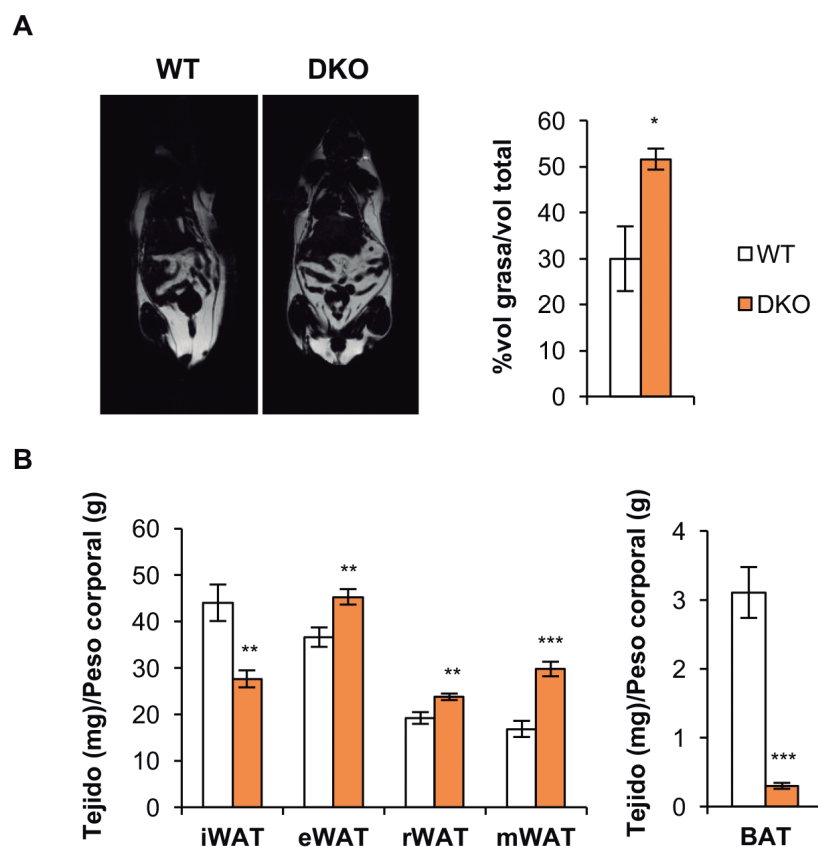 A
WT DKO
%vol grasa/vol total
60
50
40
30
20
10
0
*
WT
DKO
B
Tejido (mg)/Peso corporal (g)
60
50
40
30
20
10
0
** ** ** ***
iWAT eWAT rWAT mWAT
Tejido (mg)/Peso corporal (g)
4
3
2
1
0
***
BAT